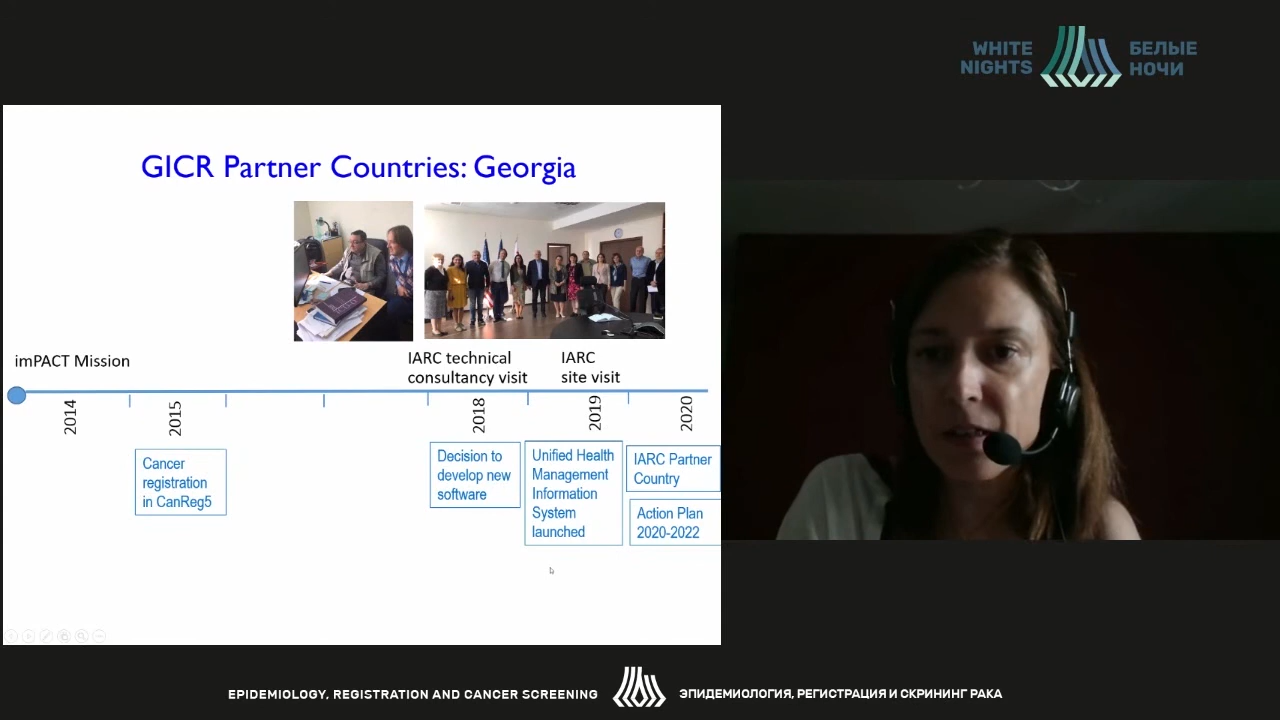 WHITE
NIGHTS
БЕЛЫЕ
НОЧИ
GICR Partner Countries: Georgia
imPACT Mission
IARC technical
consultancy visit
IARC
site visit
2014
2015
2018
2019
2020
Cancer
registration
in CanReg5
Decision to
develop new
software
Unified Health
Management
Information
System
launched
IARC Partner
Country
Action Plan
2020-2022
EPIDEMIOLOGY, REGISTRATION AND CANCER SCREENING
ЭПИДЕМИОЛОГИЯ, РЕГИСТРАЦИЯ И СКРИНИНГ РАКА